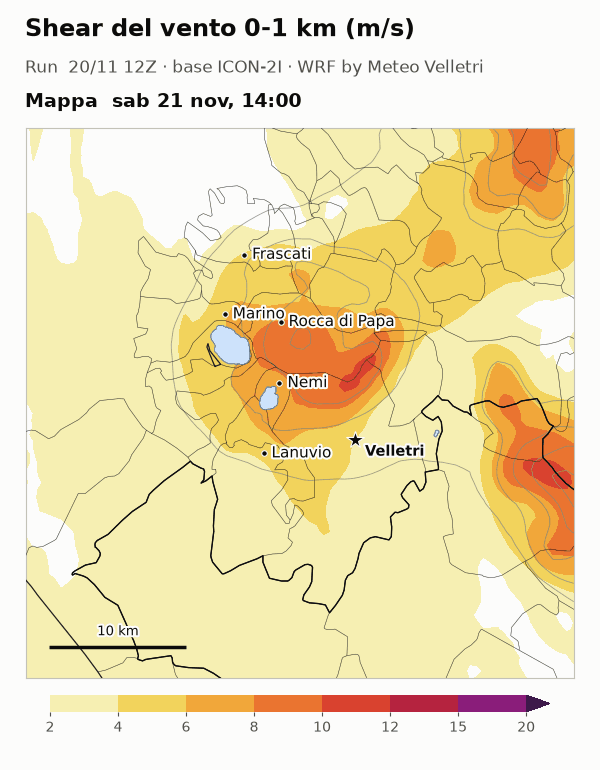 Shear del vento 0-1 km (m/s)
Run  20/11 12Z · base ICON-2I · WRF by Meteo Velletri
Mappa  sab 21 nov, 14:00
Frascati
Marino
Rocca di Papa
Nemi
Velletri
Lanuvio
10 km
2 4 6 8 10 12 15 20